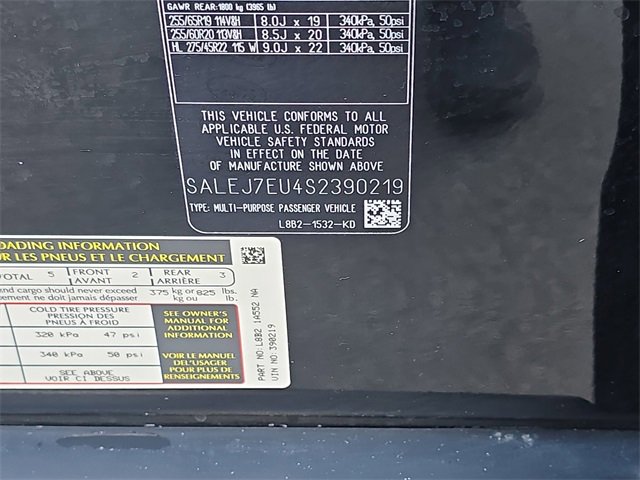 GAWR REAR:1800 kg (3965 lb)
255/65R19 114V8H 8.0J x 19 340kPa, 50psi
255/60R20 113V8H 8.5J x 20 340kPa, 50psi
HL 275/45R22 115 W 9.0J x 22 340kPa, 50psi
THIS VEHICLE CONFORMS TO ALL
APPLICABLE U.S. FEDERAL MOTOR
VEHICLE SAFETY STANDARDS
IN EFFECT ON THE DATE
OF MANUFACTURE SHOWN ABOVE
SALEJ7EU4S2390219
TYPE: MULTI-PURPOSE PASSENGER VEHICLE
L8B2-1532-KD
OADING INFORMATION
UR LES PNEUS ET LE CHARGEMENT
TOTAL 5 FRONT 2 REAR 3
AVANT ARRIÈRE
and cargo should never exceed 375 kg or 825 lbs.
gement ne doit jamais dépasser kg ou lb.
COLD TIRE PRESSURE
PRESSION DES
PNEUS À FROID
320 kPa 47 psi
340 kPa 50 psi
SEE ABOVE
VOIR CI DESSUS
SEE OWNER'S
MANUAL FOR
ADDITIONAL
INFORMATION
VOIR LE MANUEL
DE L'USAGER
POUR PLUS DE
RENSEIGNEMENTS
PART NO: L8B2 1A552 NA
VIN NO: 390219